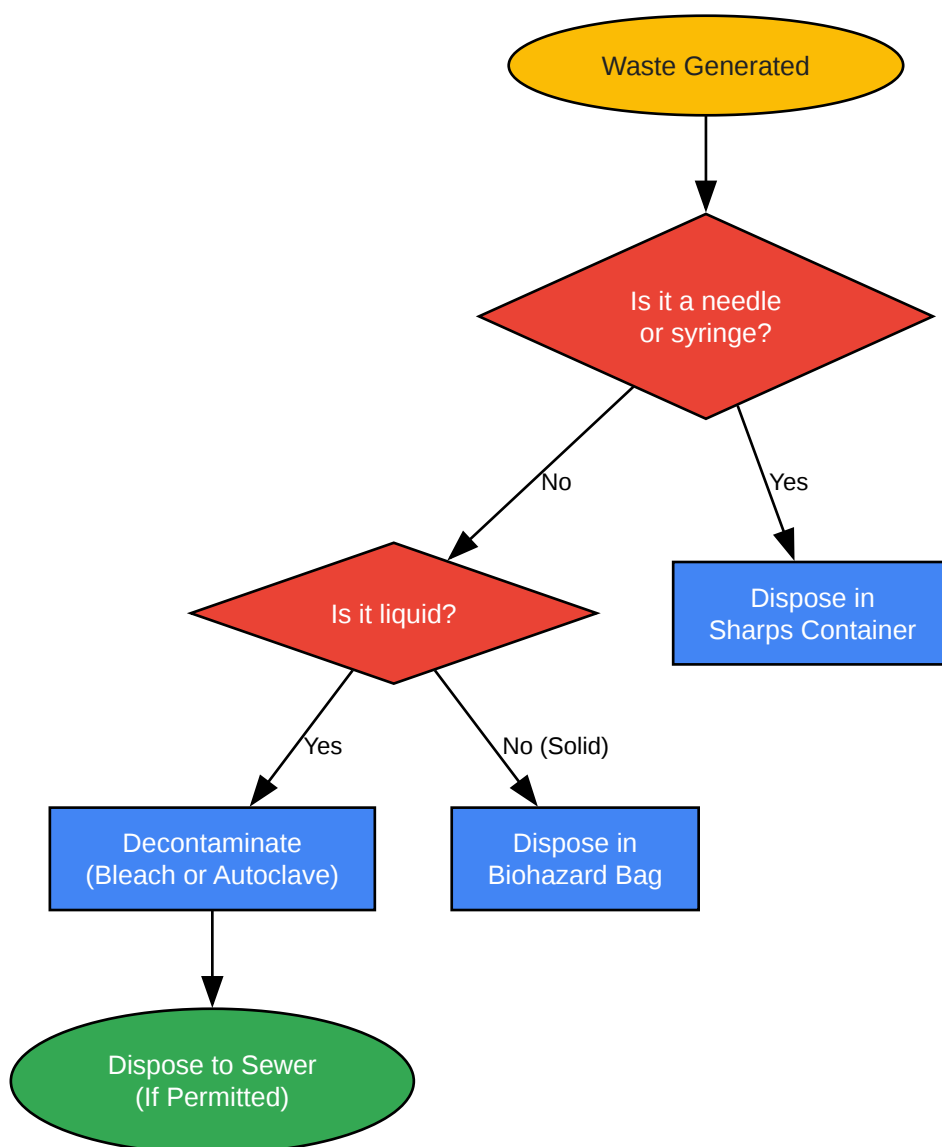 Waste Generated
Is it a needle
or syringe?
No
Yes
Is it liquid?
Dispose in
Sharps Container
Yes
No (Solid)
Decontaminate
(Bleach or Autoclave)
Dispose in
Biohazard Bag
Dispose to Sewer
(If Permitted)